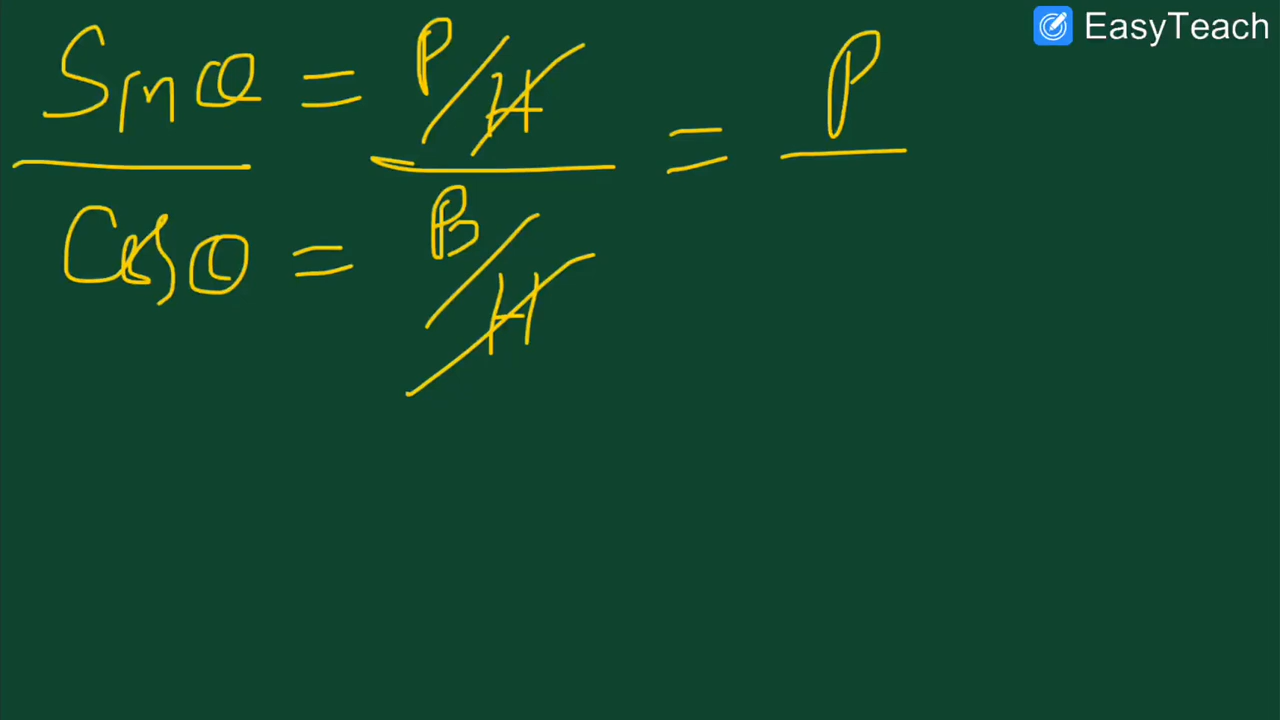 EasyTeach
Sinθ = P/H = P
Cosθ = B/H